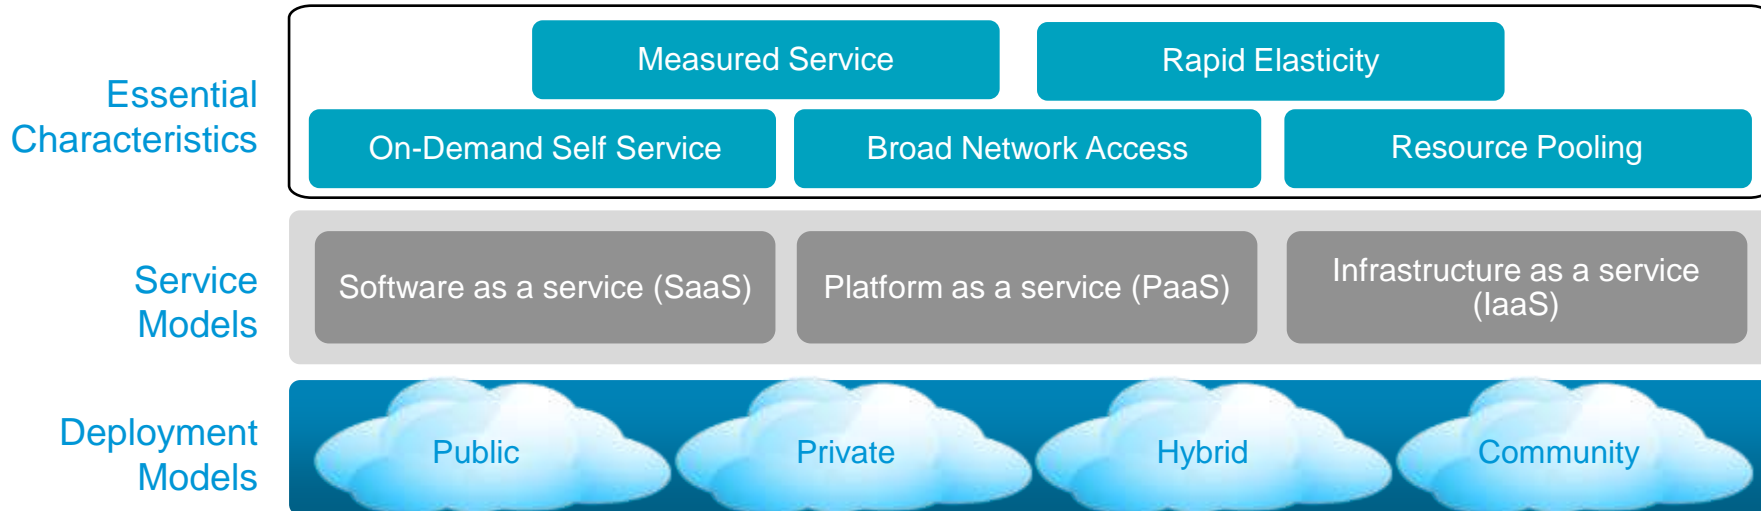 Essential
Characteristics
Measured Service
Rapid Elasticity
On-Demand Self Service
Broad Network Access
Resource Pooling
Service
Models
Software as a service (SaaS)
Platform as a service (PaaS)
Infrastructure as a service
(IaaS)
Deployment
Models
Public
Private
Hybrid
Community